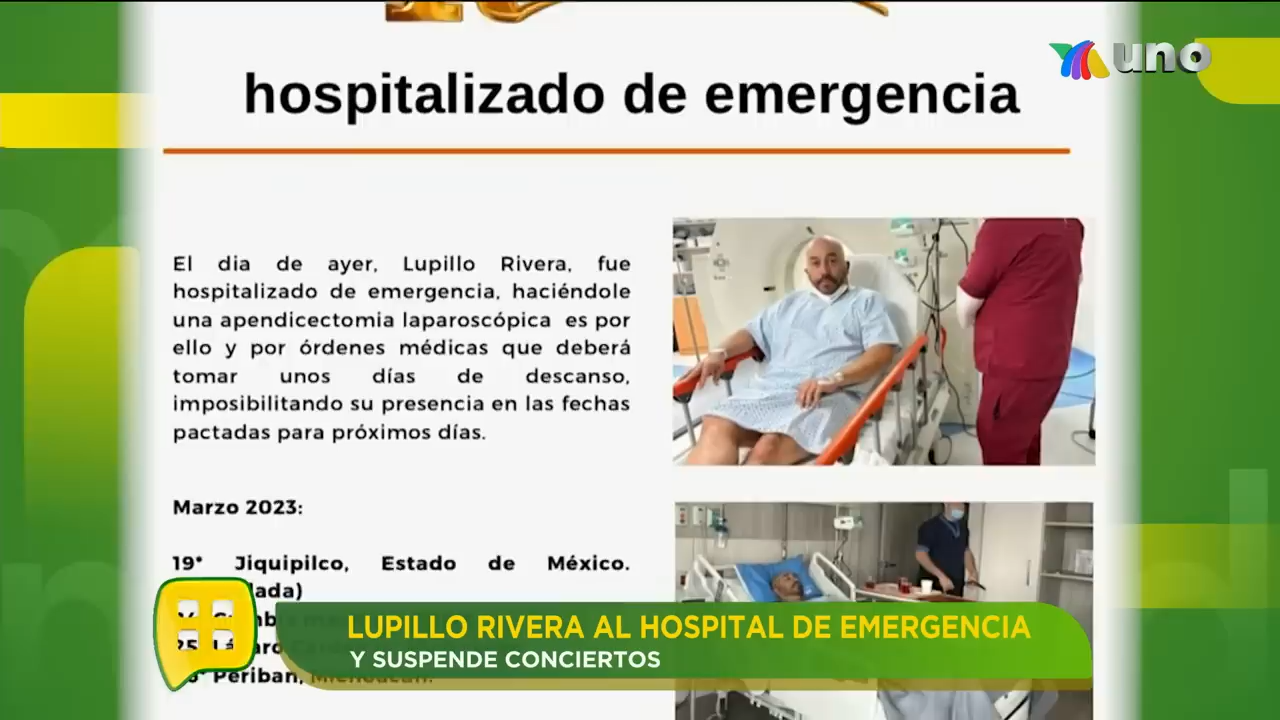 uno
hospitalizado de emergencia
El dia de ayer, Lupillo Rivera, fue
hospitalizado de emergencia, haciéndole
una apendicectomia laparoscópica es por
ello y por órdenes médicas que deberá
tomar unos días de descanso,
imposibilitando su presencia en las fechas
pactadas para próximos días.
Marzo 2023:
19* Jiquipilco, Estado de México.
LUPILLO RIVERA AL HOSPITAL DE EMERGENCIA
Y SUSPENDE CONCIERTOS
Periban, Michoacán.